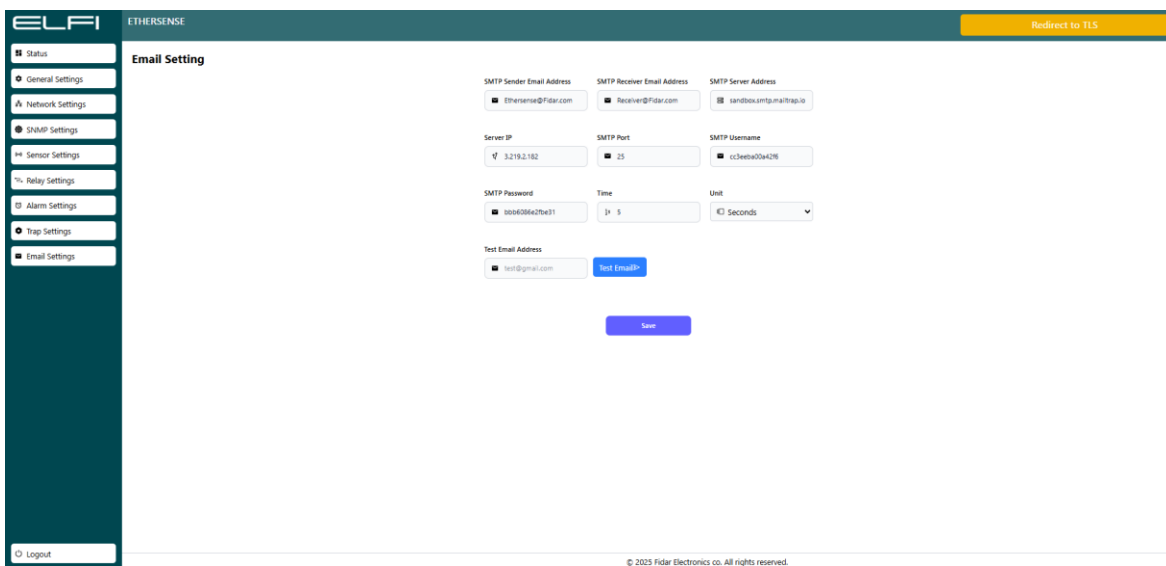 ELFI
ETHERSENSE
Redirect to TLS
Status
General Settings
Network Settings
SNMP Settings
Sensor Settings
Relay Settings
Alarm Settings
Trap Settings
Email Settings
Logout
Email Setting
SMTP Sender Email Address SMTP Receiver Email Address SMTP Server Address
Ethersense@Fidar.com Receiver@Fidar.com sandbox.smtp.mailtrap.io
Server IP SMTP Port SMTP Username
3.219.2.182 25 cc3eeba00a42f6
SMTP Password Time Unit
bbb6086e2fbe31 5 Seconds
Test Email Address
test@gmail.com Test Email
Save
© 2025 Fidar Electronics co. All rights reserved.